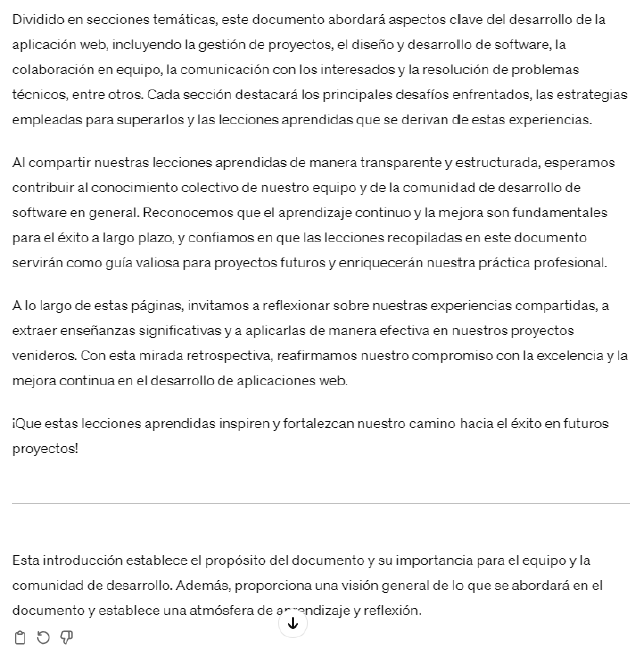 Dividido en secciones temáticas, este documento abordará aspectos clave del desarrollo de la
aplicación web, incluyendo la gestión de proyectos, el diseño y desarrollo de software, la
colaboración en equipo, la comunicación con los interesados y la resolución de problemas
técnicos, entre otros. Cada sección destacará los principales desafíos enfrentados, las estrategias
empleadas para superarlos y las lecciones aprendidas que se derivan de estas experiencias.
Al compartir nuestras lecciones aprendidas de manera transparente y estructurada, esperamos
contribuir al conocimiento colectivo de nuestro equipo y de la comunidad de desarrollo de
software en general. Reconocemos que el aprendizaje continuo y la mejora son fundamentales
para el éxito a largo plazo, y confiamos en que las lecciones recopiladas en este documento
servirán como guía valiosa para proyectos futuros y enriquecerán nuestra práctica profesional.
A lo largo de estas páginas, invitamos a reflexionar sobre nuestras experiencias compartidas, a
extraer enseñanzas significativas y a aplicarlas de manera efectiva en nuestros proyectos
venideros. Con esta mirada retrospectiva, reafirmamos nuestro compromiso con la excelencia y la
mejora continua en el desarrollo de aplicaciones web.
¡Que estas lecciones aprendidas inspiren y fortalezcan nuestro camino hacia el éxito en futuros
proyectos!
Esta introducción establece el propósito del documento y su importancia para el equipo y la
comunidad de desarrollo. Además, proporciona una visión general de lo que se abordará en el
documento y establece una atmósfera de aprendizaje y reflexión.